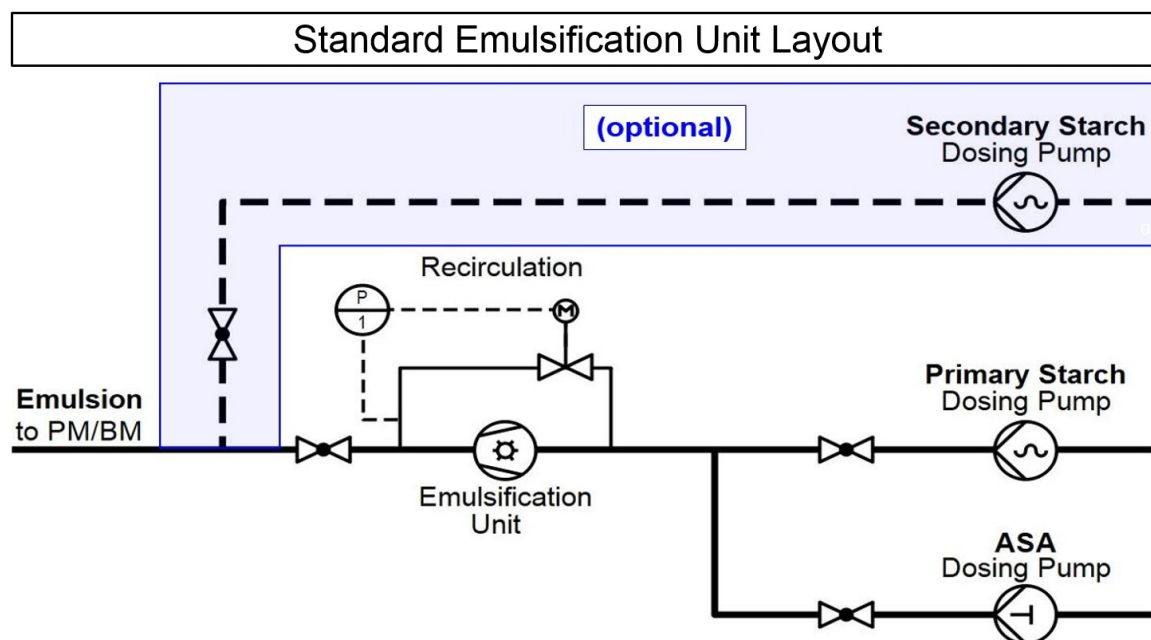 Standard Emulsification Unit Layout
(optional)
Secondary Starch
Dosing Pump
Recirculation
P
1
M
Emulsion
to PM/BM
Primary Starch
Dosing Pump
Emulsification
Unit
ASA
Dosing Pump